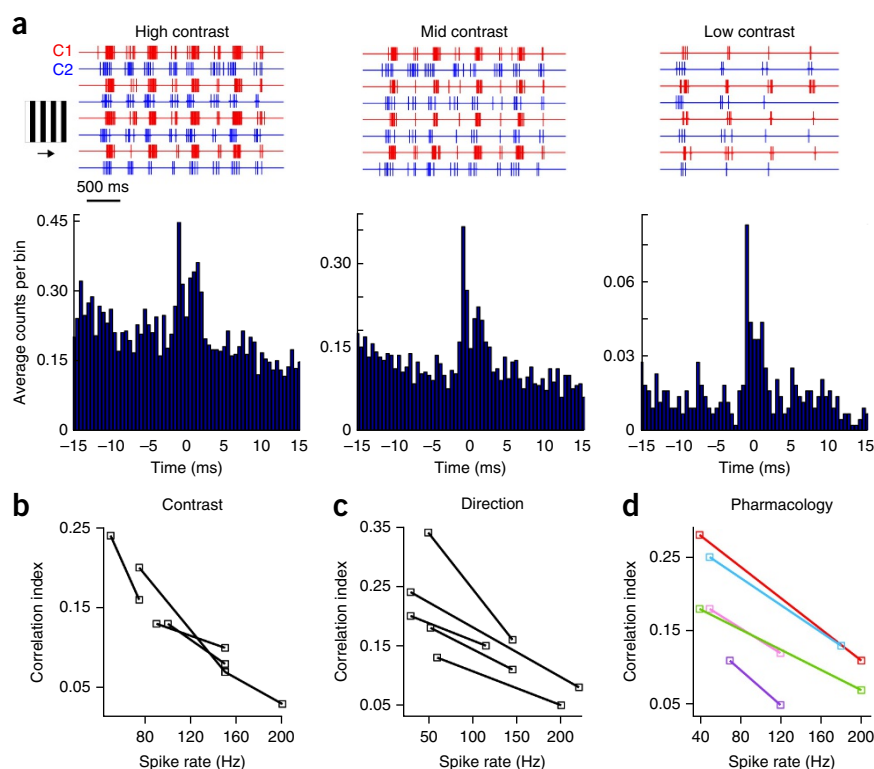 a
High contrast
Mid contrast
Low contrast
C1
C2
500 ms
Average counts per bin
0.45
0.30
0.15
0
–15 –10 –5 0 5 10 15
Time (ms)
0.30
0.15
0
–15 –10 –5 0 5 10 15
Time (ms)
0.06
0.03
0
–15 –10 –5 0 5 10 15
Time (ms)
b
Contrast
Correlation index
0.25
0.15
0.05
80 120 160 200
Spike rate (Hz)
c
Direction
Correlation index
0.35
0.25
0.15
0.05
50 100 150 200
Spike rate (Hz)
d
Pharmacology
Correlation index
0.25
0.15
0.05
40 80 120 160 200
Spike rate (Hz)